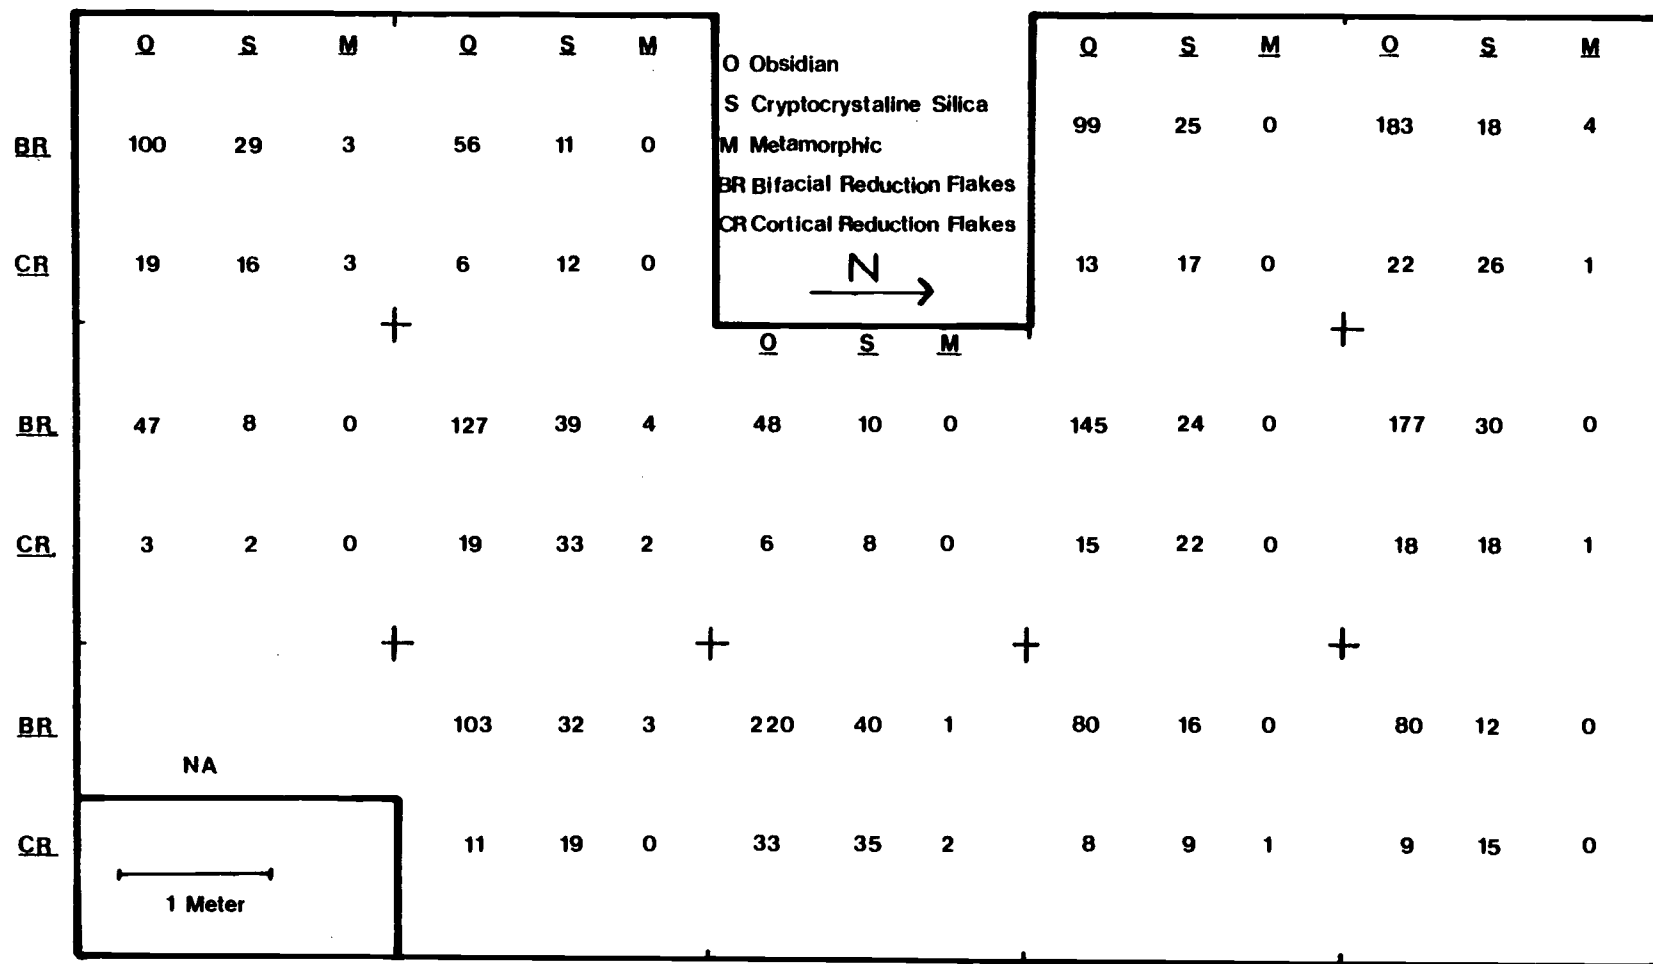 O S M O S M O S M O S M
O Obsidian
S Cryptocrystaline Silica
M Metamorphic
BR Bifacial Reduction Flakes
CR Cortical Reduction Flakes
N
BR 100 29 3 56 11 0 99 25 0 183 18 4
CR 19 16 3 6 12 0 13 17 0 22 26 1
O S M
BR 47 8 0 127 39 4 48 10 0 145 24 0 177 30 0
CR 3 2 0 19 33 2 6 8 0 15 22 0 18 18 1
BR 103 32 3 220 40 1 80 16 0 80 12 0
NA
CR 11 19 0 33 35 2 8 9 1 9 15 0
1 Meter